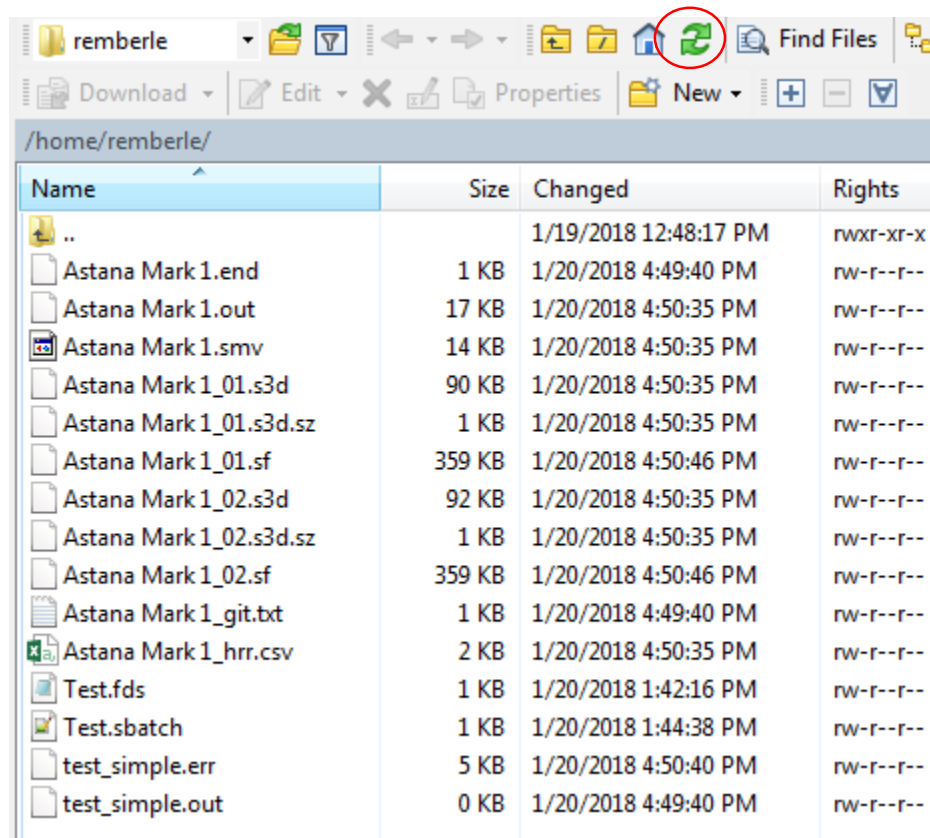 remberle Find Files
Download Edit Properties New
/home/remberle/
Name Size Changed Rights
.. 1/19/2018 12:48:17 PM rwxr-xr-x
Astana Mark 1.end 1 KB 1/20/2018 4:49:40 PM rw-r--r--
Astana Mark 1.out 17 KB 1/20/2018 4:50:35 PM rw-r--r--
Astana Mark 1.smv 14 KB 1/20/2018 4:50:35 PM rw-r--r--
Astana Mark 1_01.s3d 90 KB 1/20/2018 4:50:35 PM rw-r--r--
Astana Mark 1_01.s3d.sz 1 KB 1/20/2018 4:50:35 PM rw-r--r--
Astana Mark 1_01.sf 359 KB 1/20/2018 4:50:46 PM rw-r--r--
Astana Mark 1_02.s3d 92 KB 1/20/2018 4:50:35 PM rw-r--r--
Astana Mark 1_02.s3d.sz 1 KB 1/20/2018 4:50:35 PM rw-r--r--
Astana Mark 1_02.sf 359 KB 1/20/2018 4:50:46 PM rw-r--r--
Astana Mark 1_git.txt 1 KB 1/20/2018 4:49:40 PM rw-r--r--
Astana Mark 1_hrr.csv 2 KB 1/20/2018 4:50:35 PM rw-r--r--
Test.fds 1 KB 1/20/2018 1:42:16 PM rw-r--r--
Test.sbatch 1 KB 1/20/2018 1:44:38 PM rw-r--r--
test_simple.err 5 KB 1/20/2018 4:50:40 PM rw-r--r--
test_simple.out 0 KB 1/20/2018 4:49:40 PM rw-r--r--